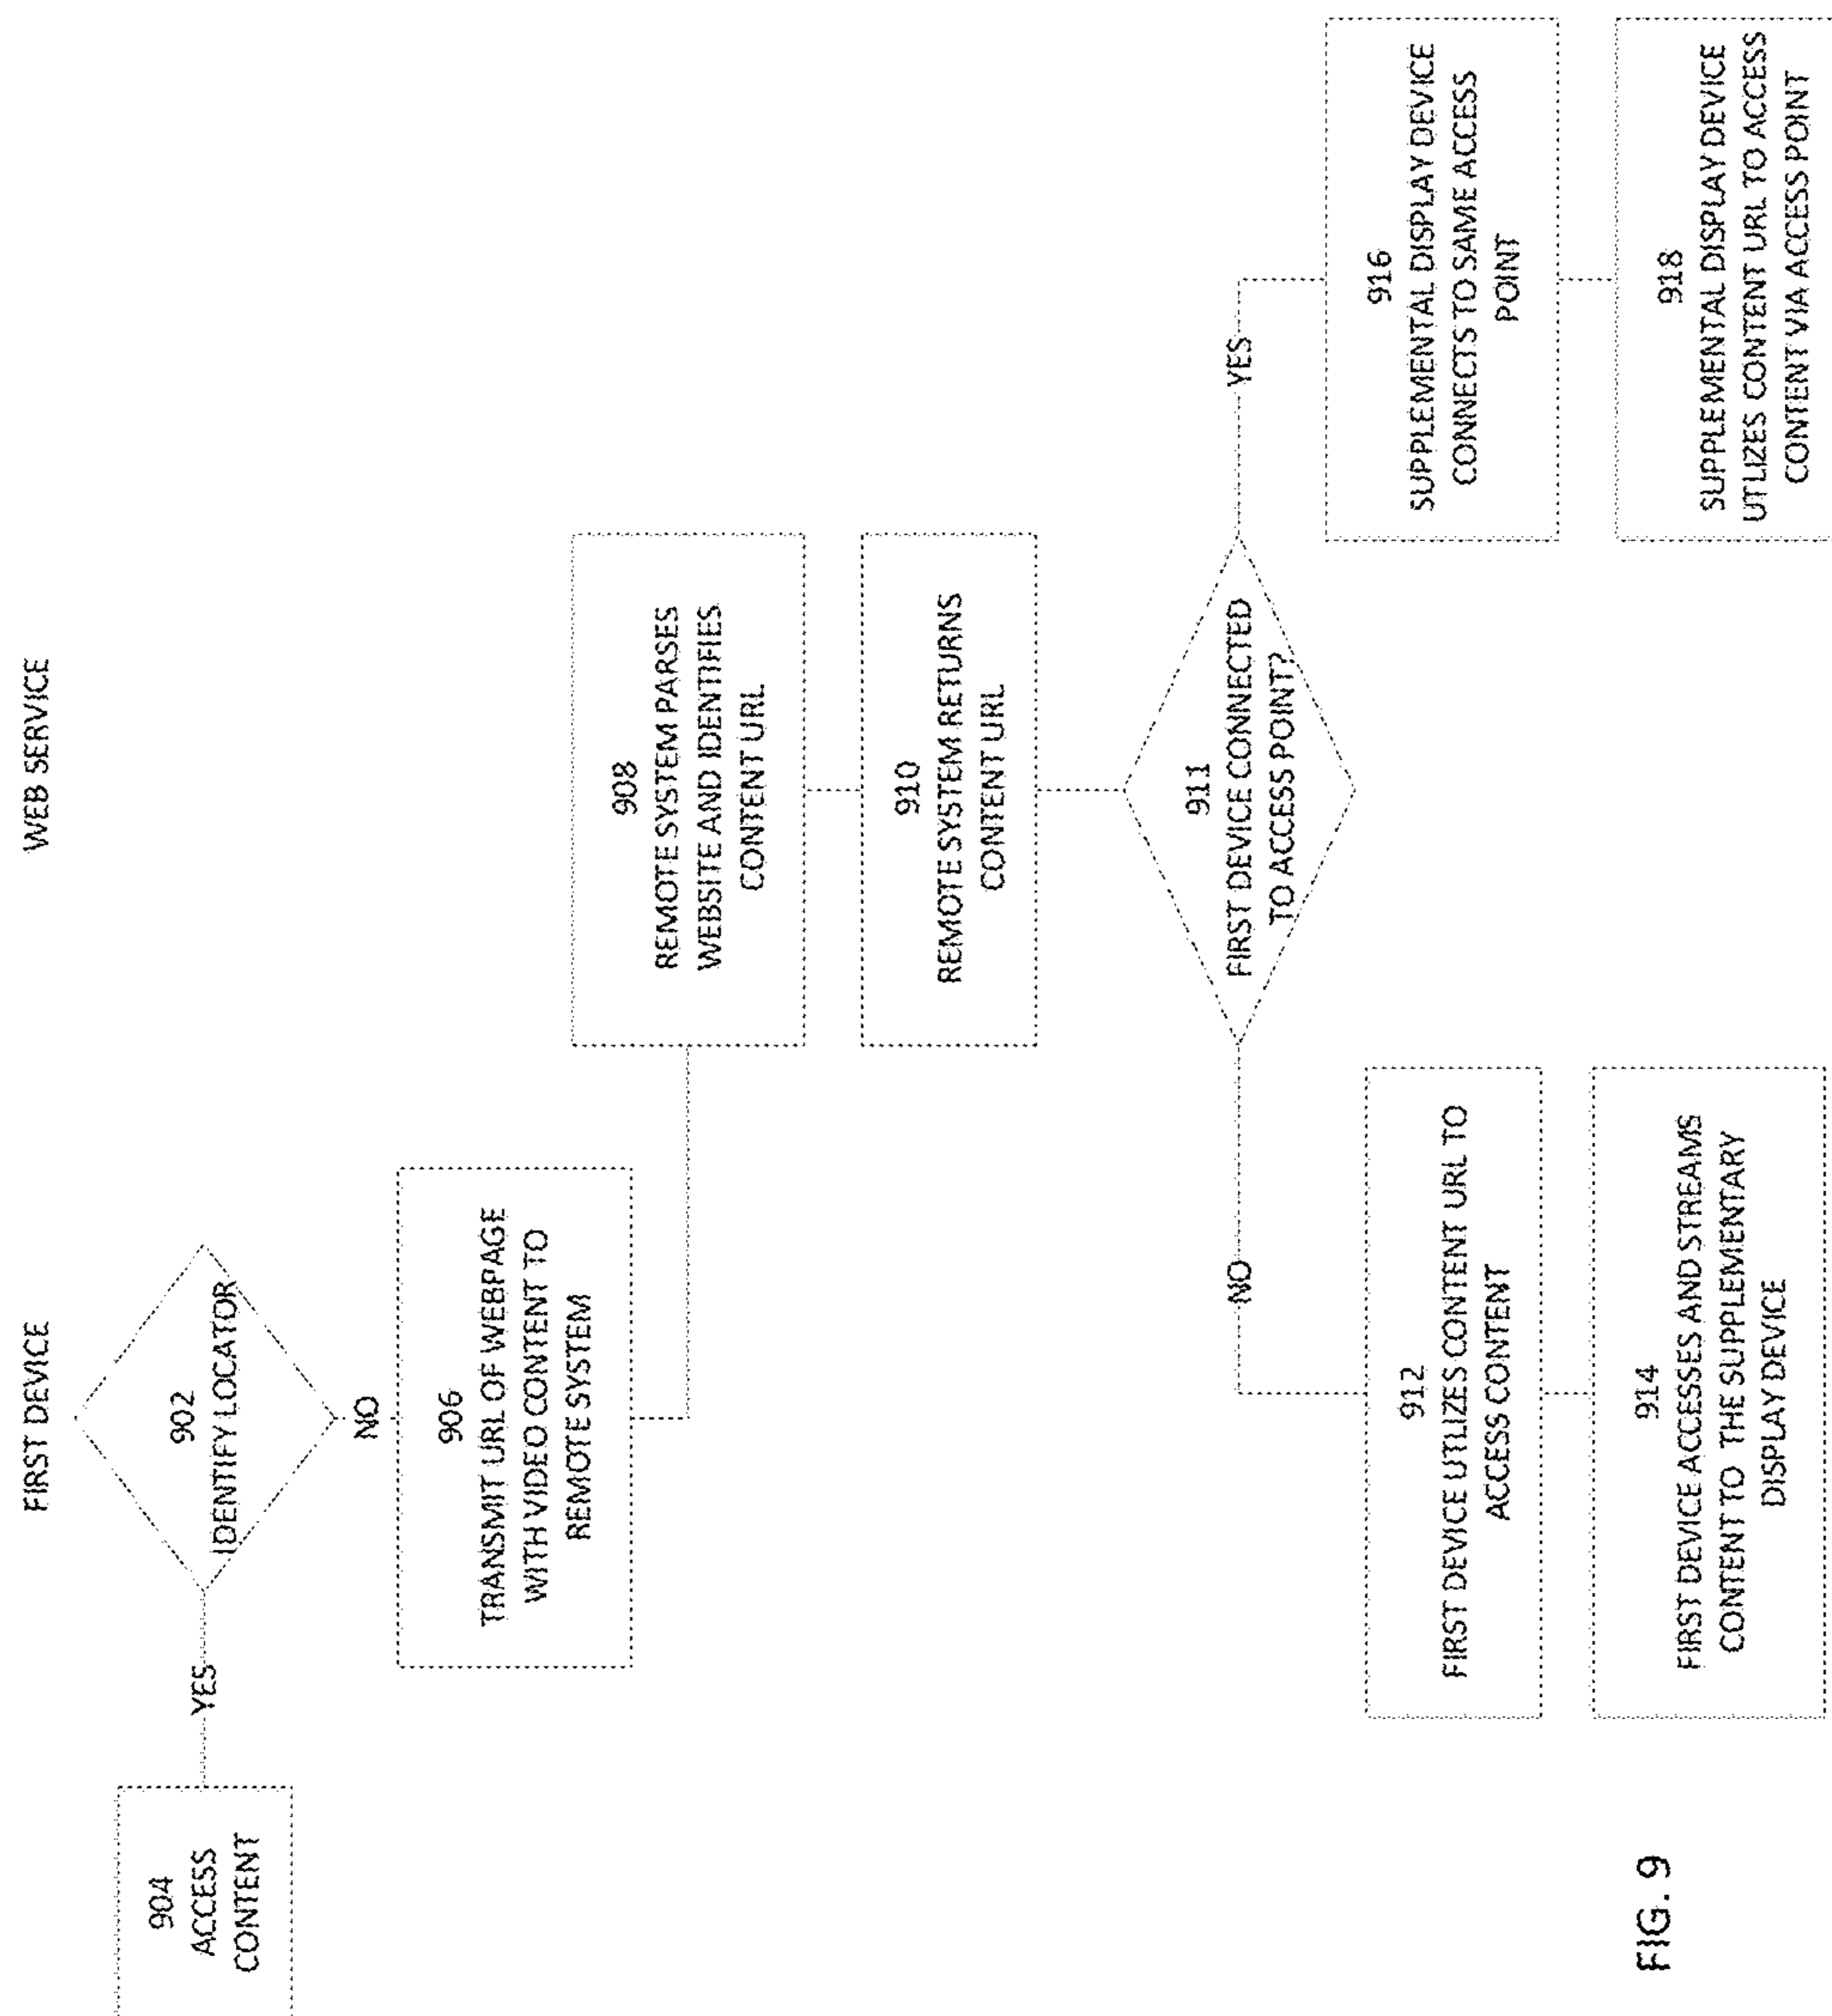 FIRST DEVICE
WEB SERVICE
904
ACCESS
CONTENT
YES
902
IDENTIFY LOCATOR
NO
906
TRANSMIT URL OF WEBPAGE
WITH VIDEO CONTENT TO
REMOTE SYSTEM
908
REMOTE SYSTEM PARSES
WEBSITE AND IDENTIFIES
CONTENT URL
910
REMOTE SYSTEM RETURNS
CONTENT URL
911
FIRST DEVICE CONNECTED
TO ACCESS POINT?
NO
YES
912
FIRST DEVICE UTLIZES CONTENT URL TO
ACCESS CONTENT
914
FIRST DEVICE ACCESSES AND STREAMS
CONTENT TO THE SUPPLEMENTARY
DISPLAY DEVICE
916
SUPPLEMENTAL DISPLAY DEVICE
CONNECTS TO SAME ACCESS
POINT
918
SUPPLEMENTAL DISPLAY DEVICE
UTLIZES CONTENT URL TO ACCESS
CONTENT VIA ACCESS POINT
FIG. 9